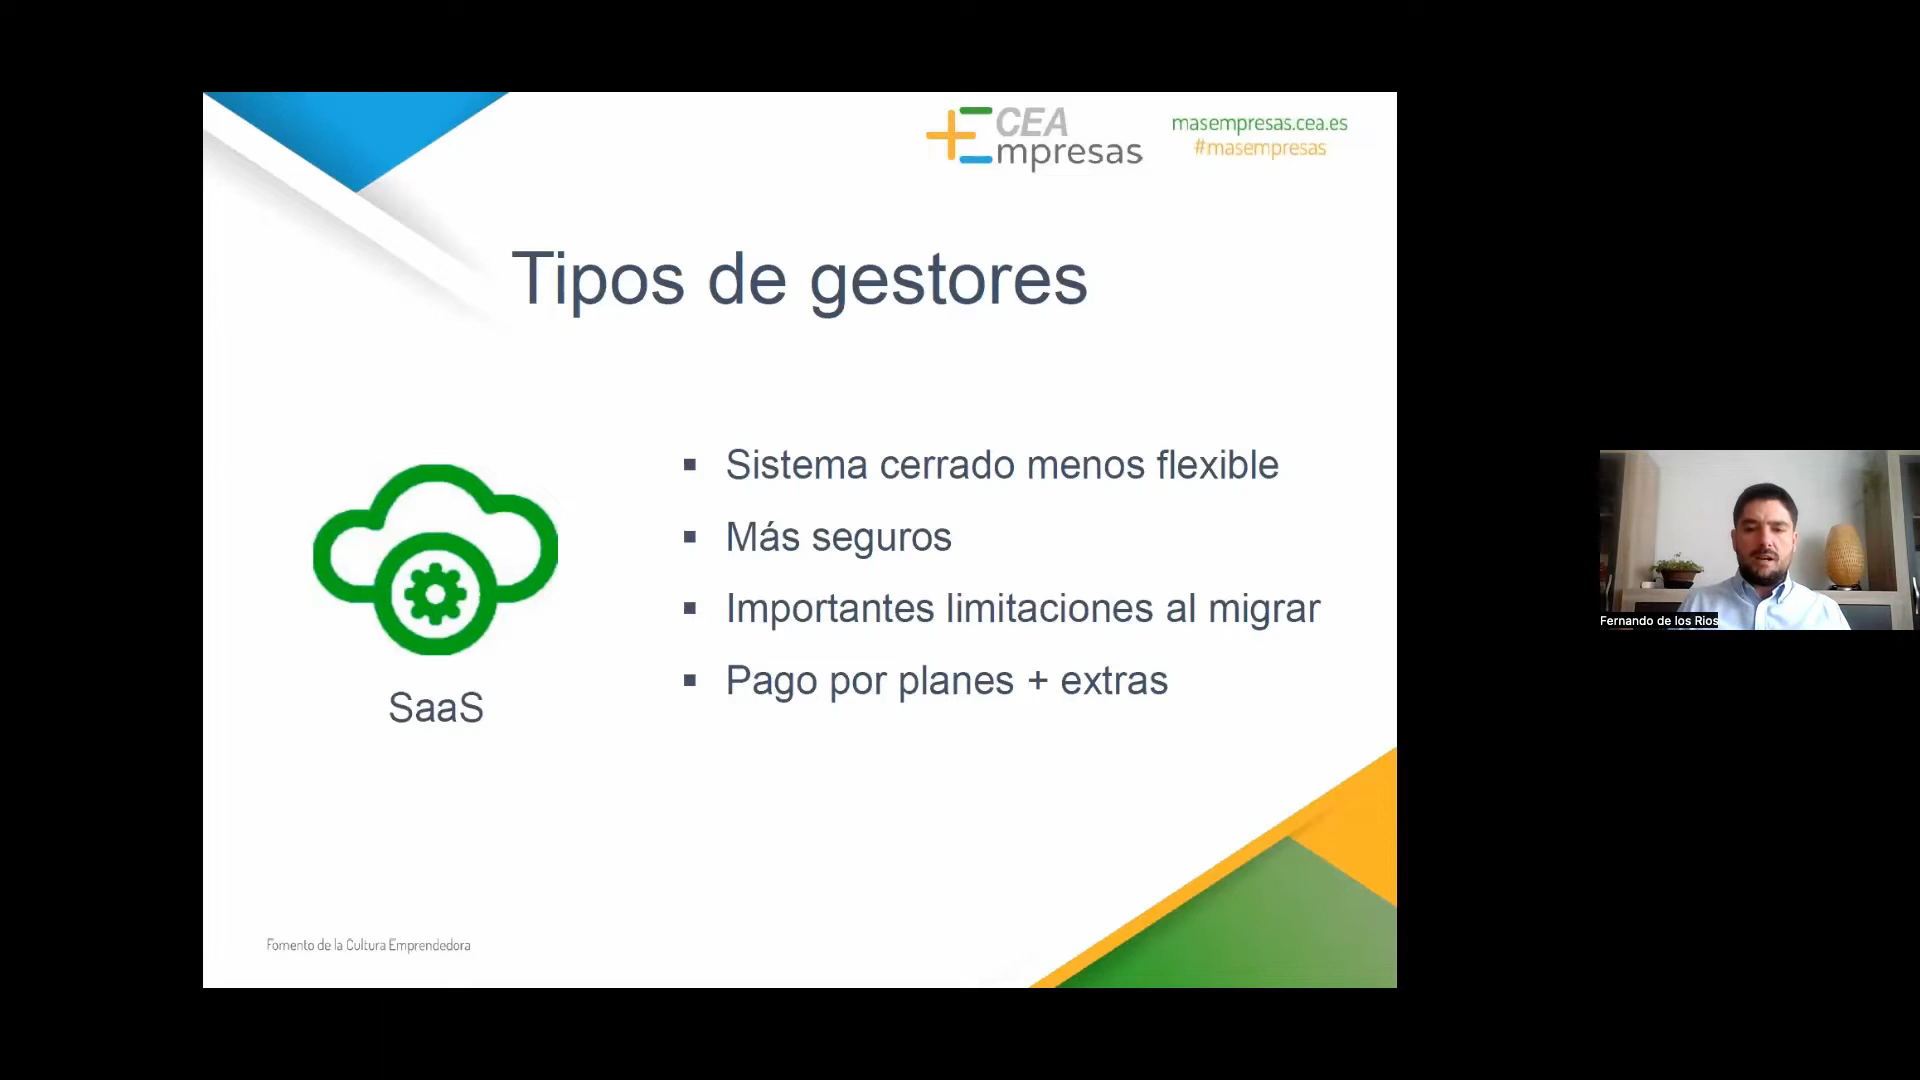 CEA
mpresas
masempresas.cea.es
#masempresas
Tipos de gestores
SaaS
▪ Sistema cerrado menos flexible
▪ Más seguros
▪ Importantes limitaciones al migrar
▪ Pago por planes + extras
Fomento de la Cultura Emprendedora
Fernando de los Rios